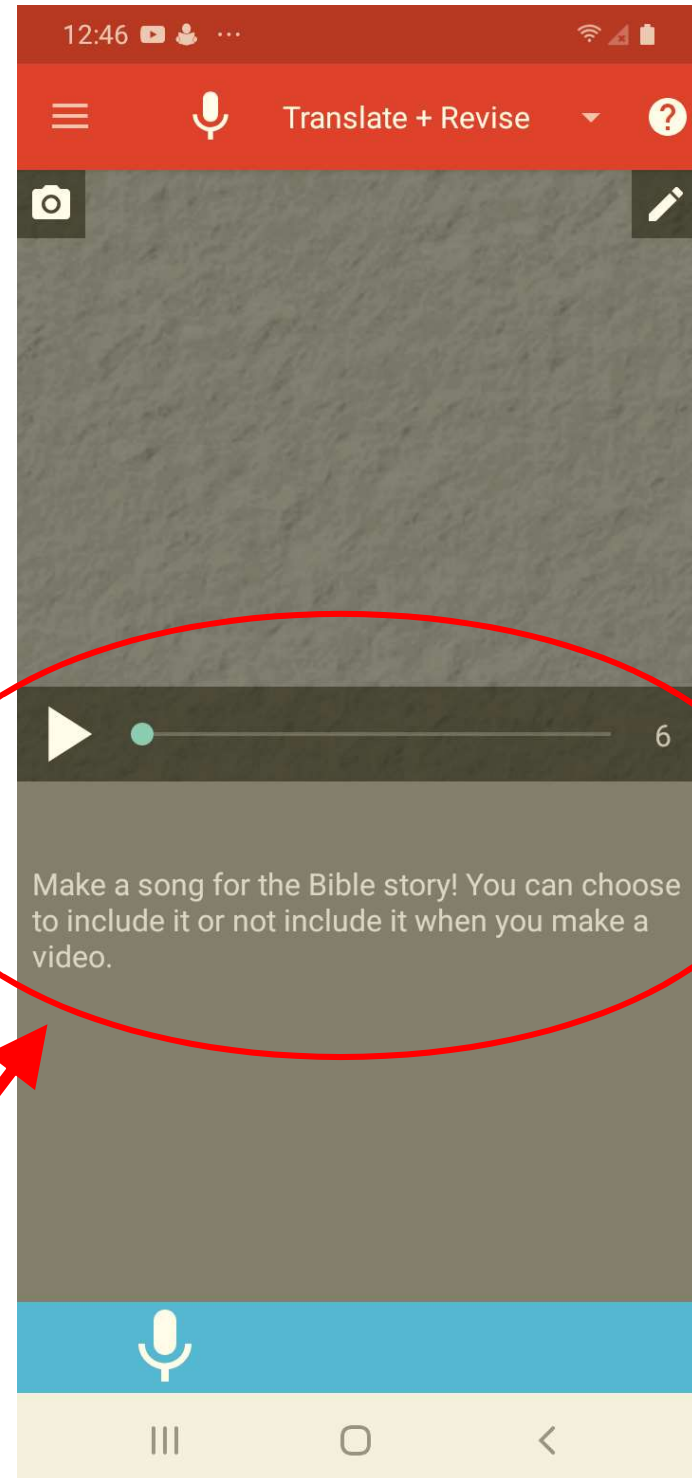 12:46
Translate + Revise
6
Make a song for the Bible story! You can choose
to include it or not include it when you make a
video.